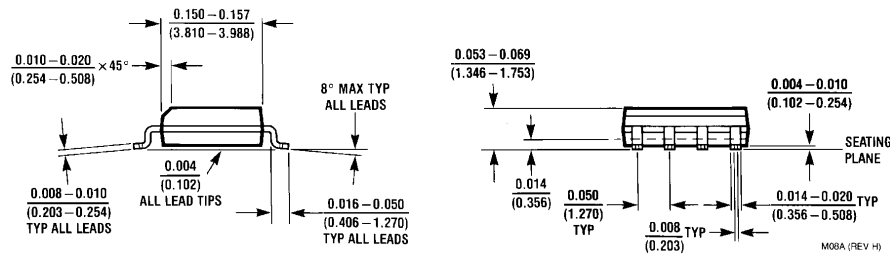 0.150 – 0.157
(3.810 – 3.988)
0.010 – 0.020 × 45°
(0.254 – 0.508)
8° MAX TYP
ALL LEADS
0.004
(0.102)
ALL LEAD TIPS
0.008 – 0.010
(0.203 – 0.254)
TYP ALL LEADS
0.016 – 0.050
(0.406 – 1.270)
TYP ALL LEADS
0.053 – 0.069
(1.346 – 1.753)
0.004 – 0.010
(0.102 – 0.254)
SEATING
PLANE
0.014
(0.356)
0.050
(1.270)
TYP
0.014 – 0.020 TYP
(0.356 – 0.508)
0.008 TYP
(0.203)
M08A (REV H)